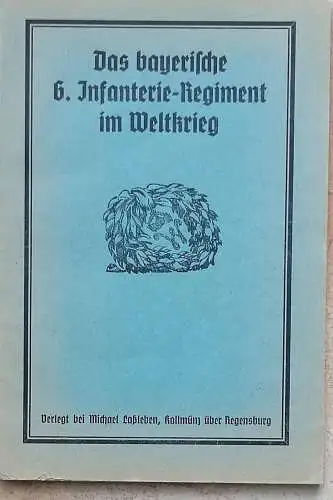 Das bayerische
6. Infanterie-Regiment
im Weltkrieg
Verlegt bei Michael Laßleben, Kallmünz über Regensburg